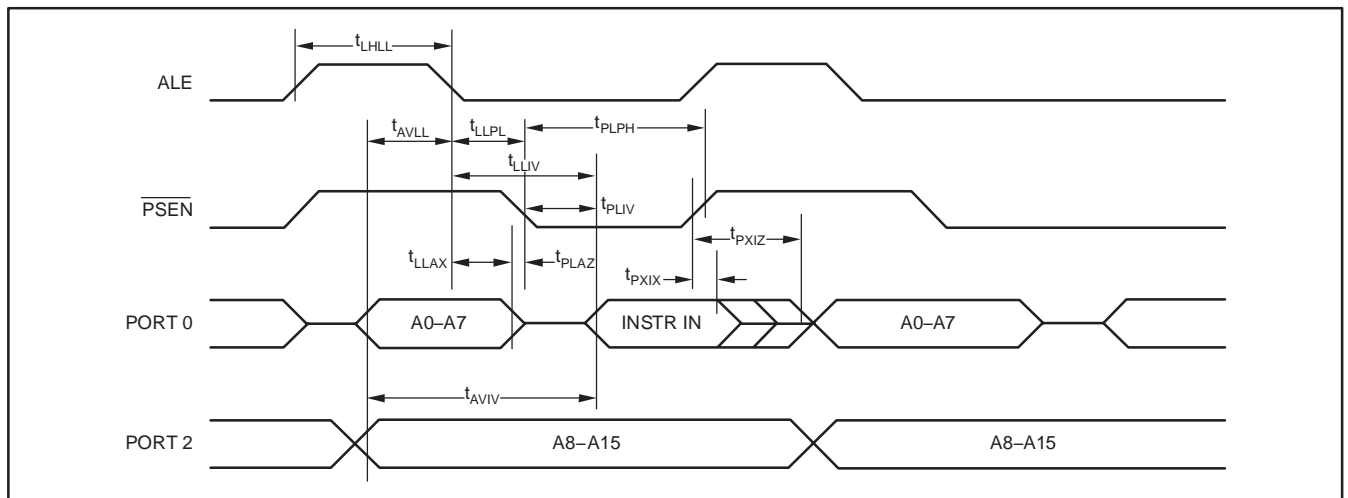 tLHLL
ALE
tAVLL
tLLPL
tPLPH
tLLIV
PSEN
tPLIV
tLLAX
tPLAZ
tPXIZ
tPXIX
PORT 0
A0–A7
INSTR IN
A0–A7
tAVIV
PORT 2
A8–A15
A8–A15